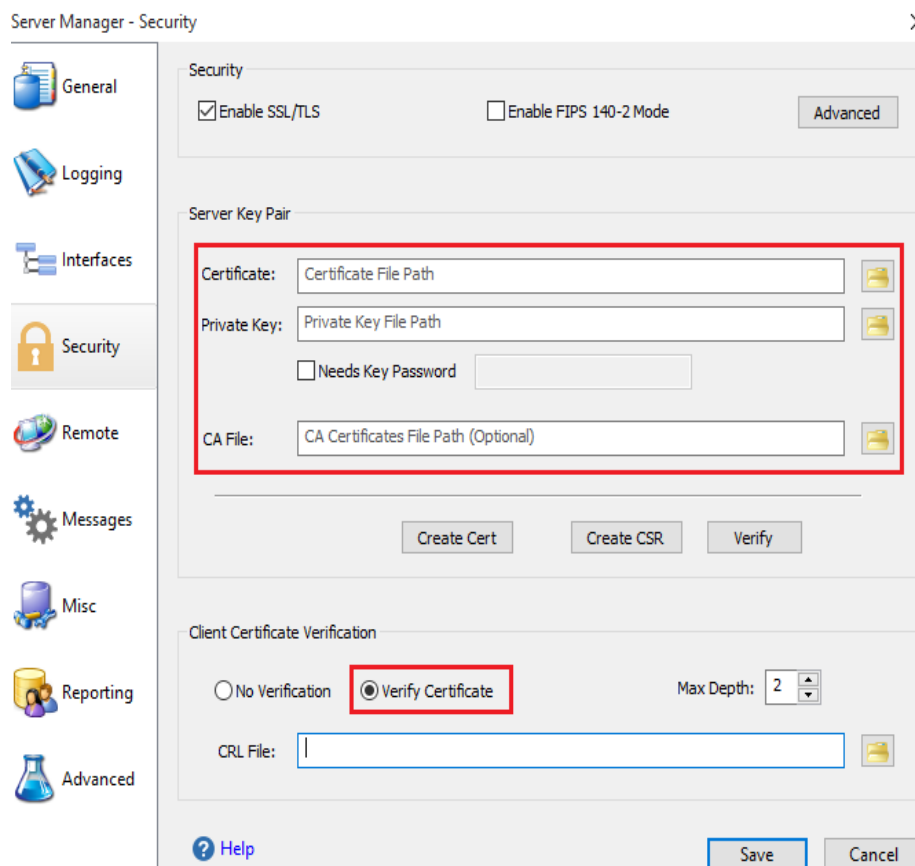 Server Manager - Security
General
Logging
Interfaces
Security
Remote
Messages
Misc
Reporting
Advanced
Security
Enable SSL/TLS Enable FIPS 140-2 Mode Advanced
Server Key Pair
Certificate: Certificate File Path
Private Key: Private Key File Path
Needs Key Password
CA File: CA Certificates File Path (Optional)
Create Cert Create CSR Verify
Client Certificate Verification
No Verification Verify Certificate Max Depth: 2
CRL File:
Help Save Cancel